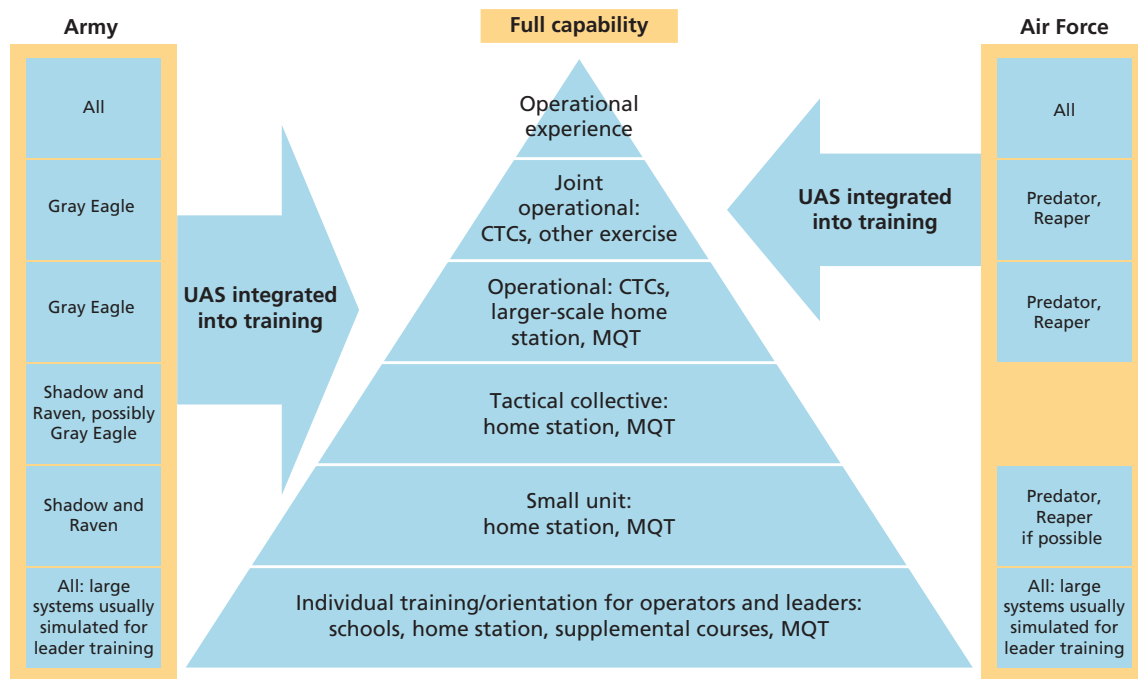 Army
All
Gray Eagle
Gray Eagle
Shadow and
Raven, possibly
Gray Eagle
Shadow and
Raven
All: large
systems usually
simulated for
leader training
UAS integrated
into training
Full capability
Operational
experience
Joint
operational:
CTCs, other exercise
Operational: CTCs,
larger-scale home
station, MQT
Tactical collective:
home station, MQT
Small unit:
home station, MQT
Individual training/orientation for operators and leaders:
schools, home station, supplemental courses, MQT
UAS integrated
into training
Air Force
All
Predator,
Reaper
Predator,
Reaper
Predator,
Reaper
if possible
All: large
systems usually
simulated for
leader training